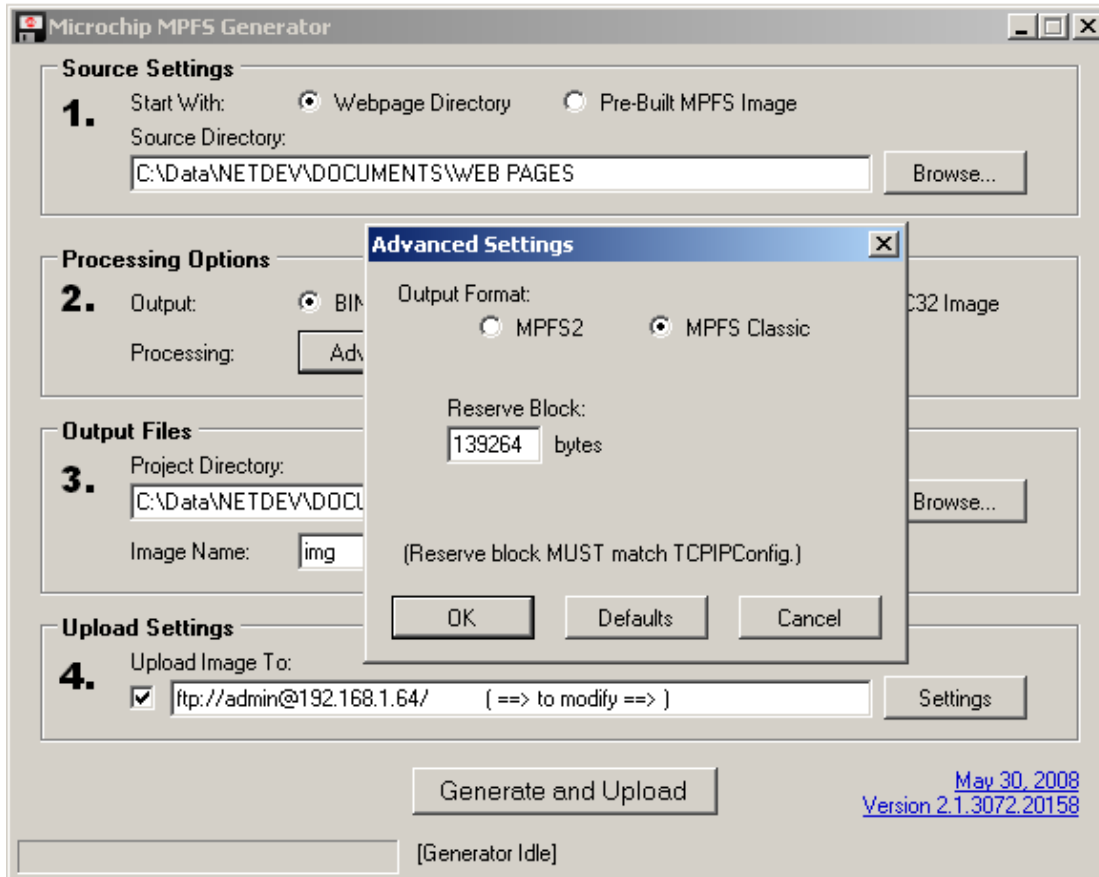 Microchip MPFS Generator
Source Settings
1.
Start With: Webpage Directory Pre-Built MPFS Image
Source Directory:
C:\Data\NETDEV\DOCUMENTS\WEB PAGES Browse...
Advanced Settings
Output Format:
MPFS2 MPFS Classic
Reserve Block:
139264 bytes
(Reserve block MUST match TCPIPConfig.)
OK Defaults Cancel
Processing Options
2.
Output: BIN C32 Image
Processing: Adv
Output Files
3.
Project Directory:
C:\Data\NETDEV\DOCU Browse...
Image Name: img
Upload Settings
4.
Upload Image To:
ftp://admin@192.168.1.64/ ( ==> to modify ==> ) Settings
Generate and Upload
May 30, 2008
Version 2.1.3072.20158
[Generator Idle]